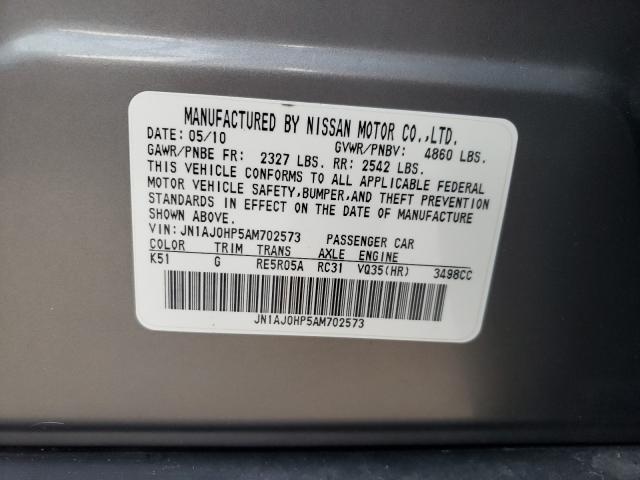 MANUFACTURED BY NISSAN MOTOR CO.,LTD.
DATE: 05/10 GVWR/PNBV: 4860 LBS.
GAWR/PNBE FR: 2327 LBS. RR: 2542 LBS.
THIS VEHICLE CONFORMS TO ALL APPLICABLE FEDERAL
MOTOR VEHICLE SAFETY,BUMPER,AND THEFT PREVENTION
STANDARDS IN EFFECT ON THE DATE OF MANUFACTURE
SHOWN ABOVE.
VIN: JN1AJ0HP5AM702573 PASSENGER CAR
COLOR TRIM TRANS AXLE ENGINE
K51 G RE5R05A RC31 VQ35(HR) 3498CC
JN1AJ0HP5AM702573